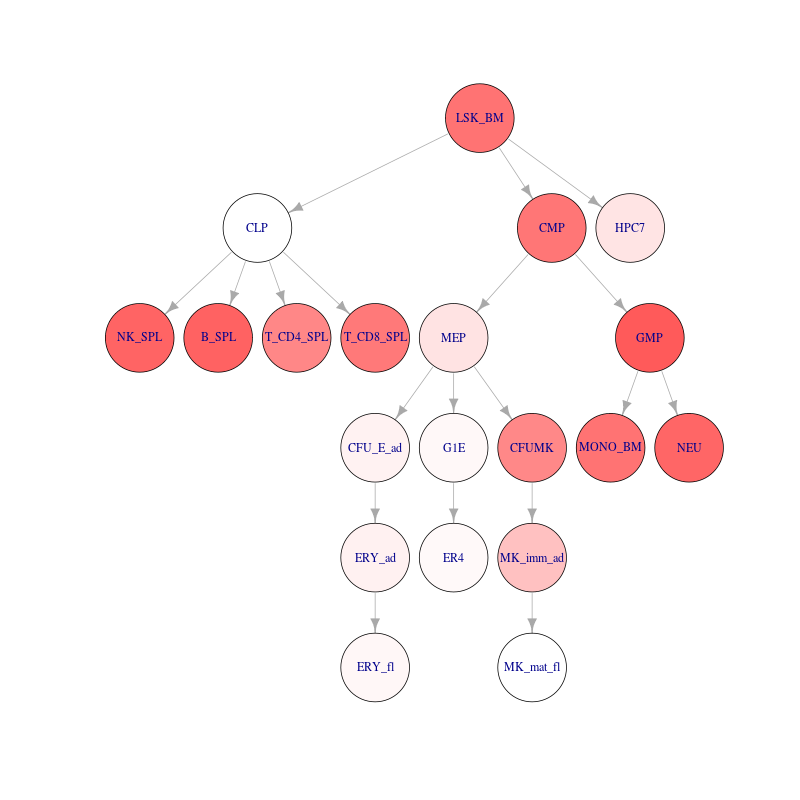 LSK_BM
CLP
CMP
HPC7
NK_SPL
B_SPL
T_CD4_SPL
T_CD8_SPL
MEP
GMP
CFU_E_ad
G1E
CFUMK
MONO_BM
NEU
ERY_ad
ER4
MK_imm_ad
ERY_fl
MK_mat_fl